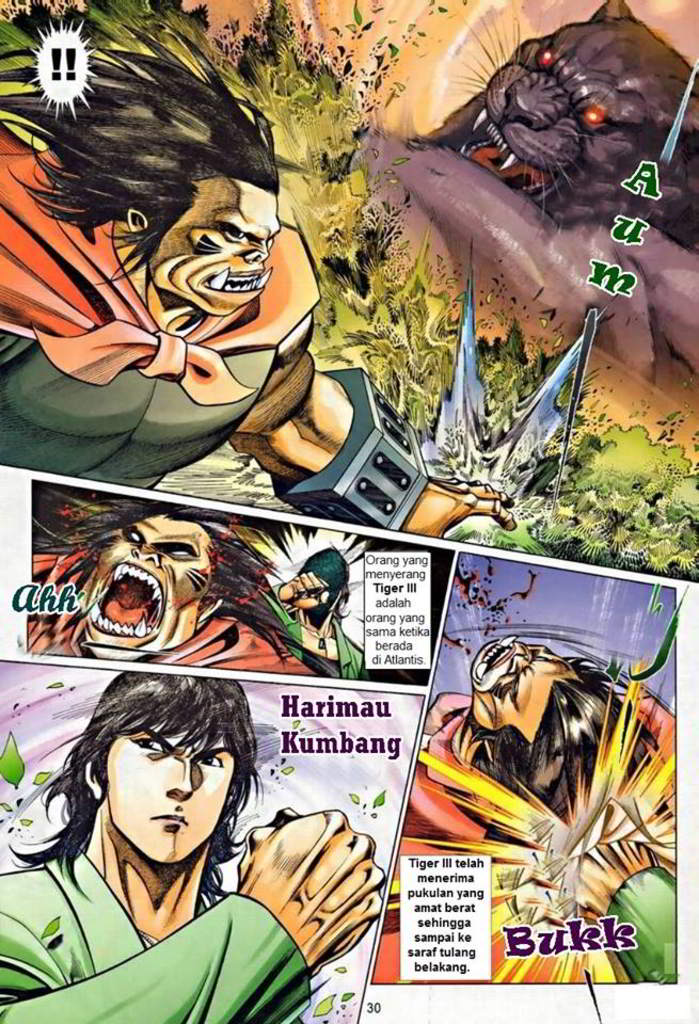 !!
A
u
m
Ahh
Orang yang
menyerang
Tiger III
adalah
orang yang
sama ketika
berada
di Atlantis.
Harimau
Kumbang
Tiger III telah
menerima
pukulan yang
amat berat
sehingga
sampai ke
saraf tulang
belakang.
Bukk
30